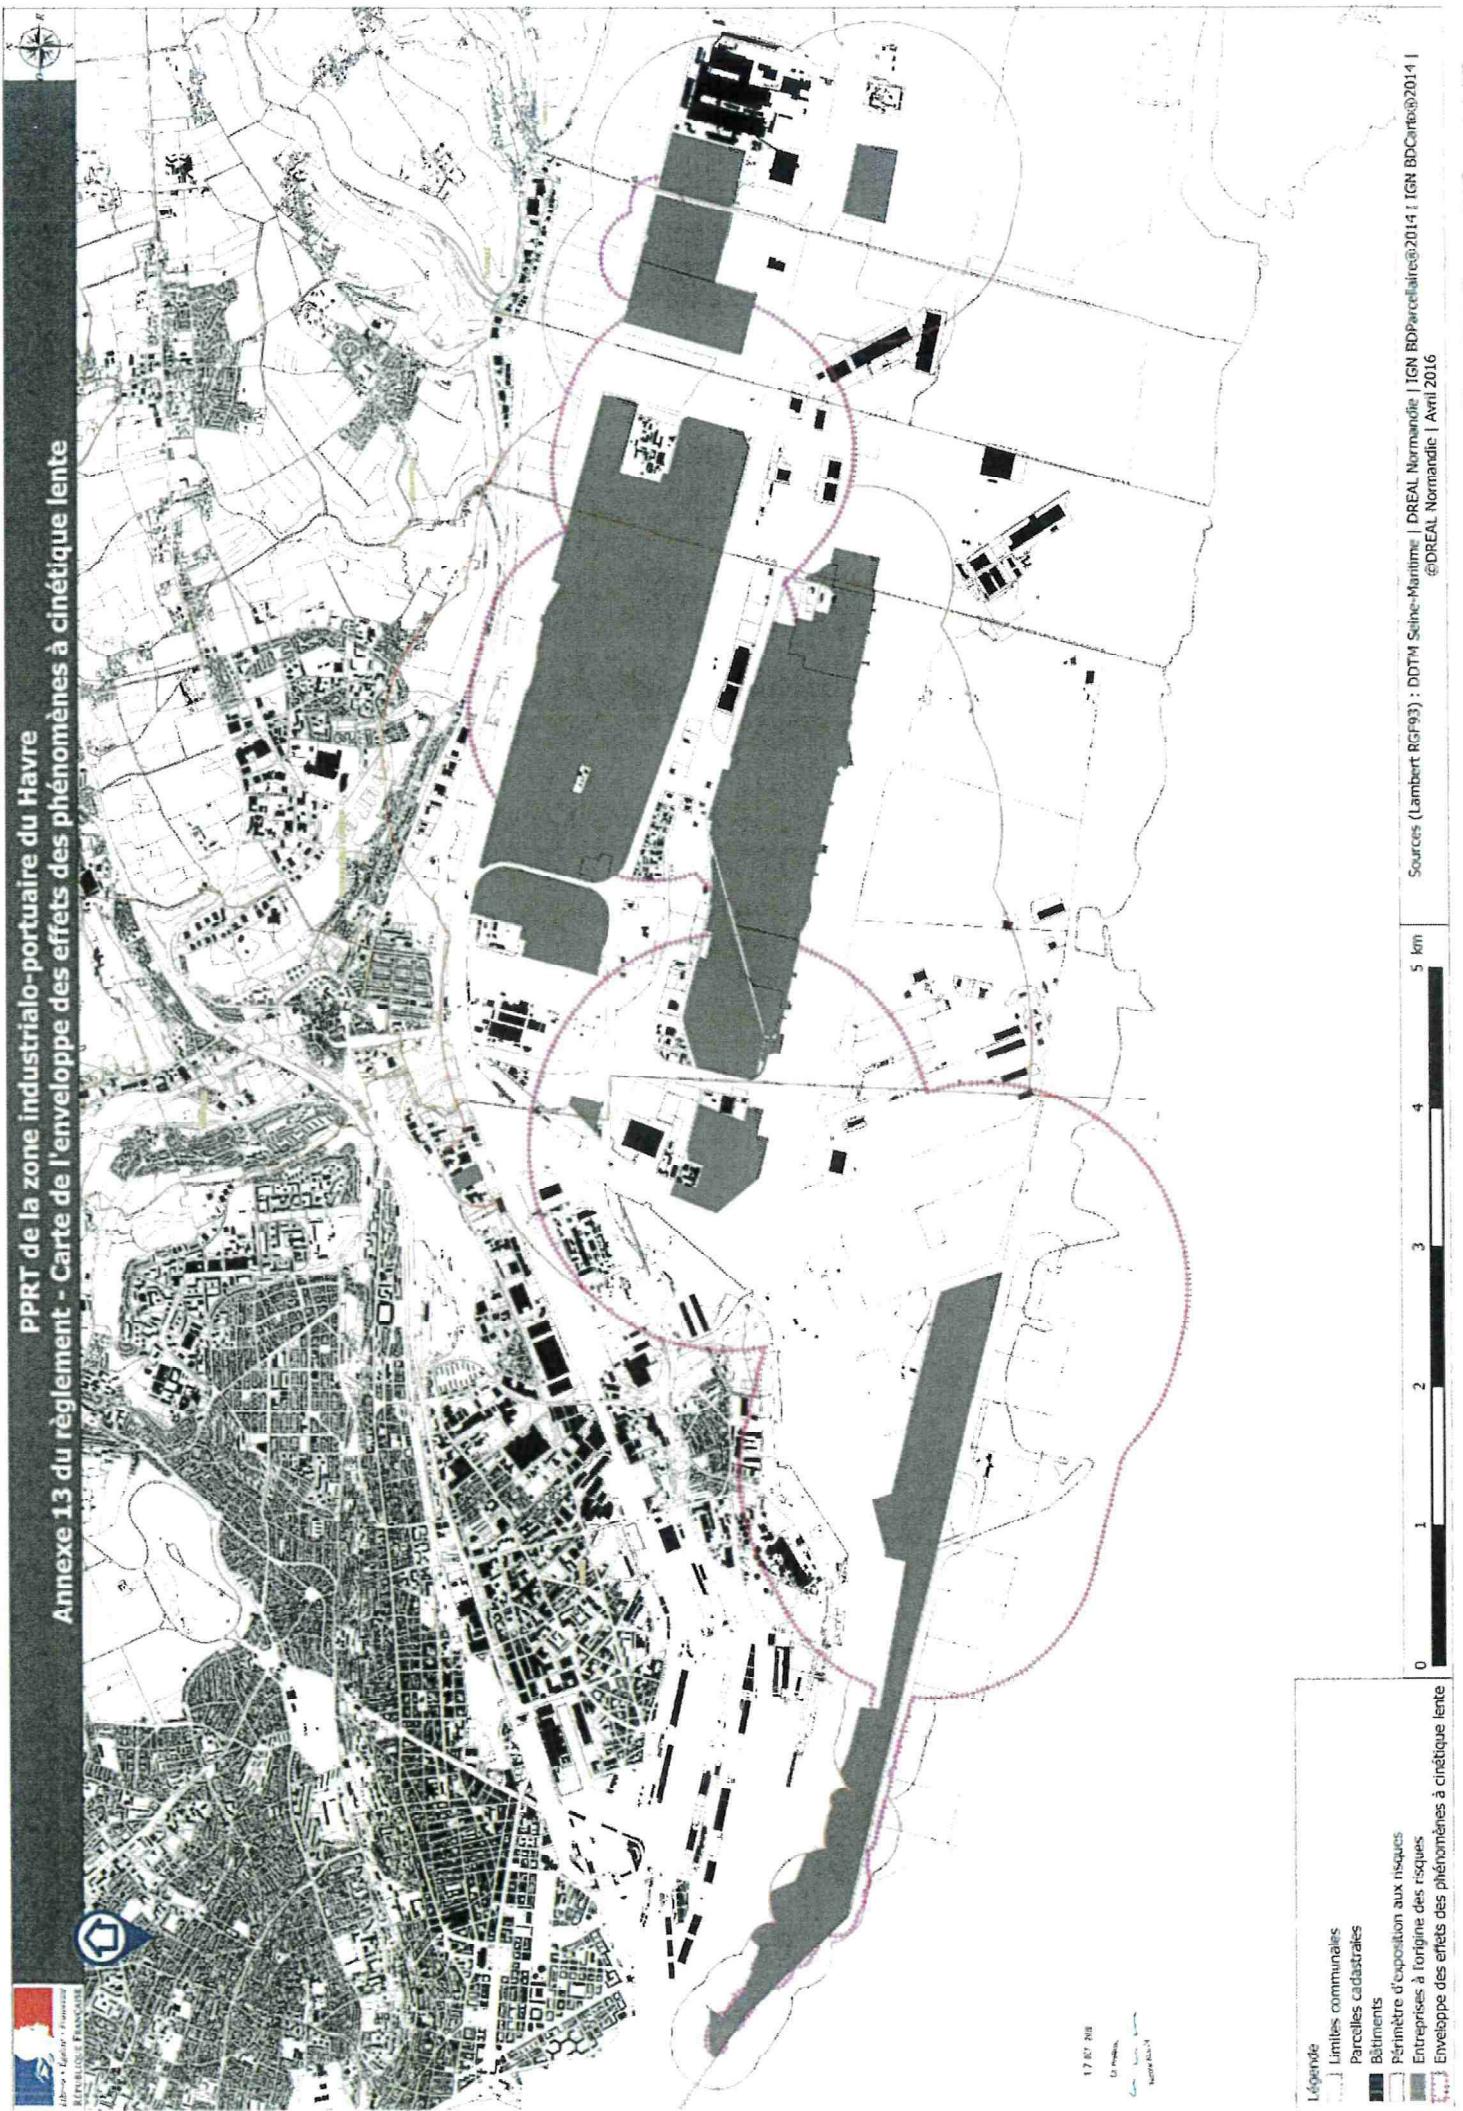 PPRT de la zone industrialo-portuaire du Havre
Annexe 13 du règlement - Carte de l'enveloppe des effets des phénomènes à cinétique lente
RÉPUBLIQUE FRANÇAISE
Légende
Limites communales
Parcelles cadastrales
Bâtiments
Périmètre d'exposition aux risques
Entreprises à l'origine des risques
Enveloppe des effets des phénomènes à cinétique lente
0 1 2 3 4 5 km
Sources (Lambert RGF93) : DDTM Seine-Maritime | DREAL Normandie | IGN BDParcellaire@2014 | IGN BDCarto@2014 |
©DREAL Normandie | Avril 2016